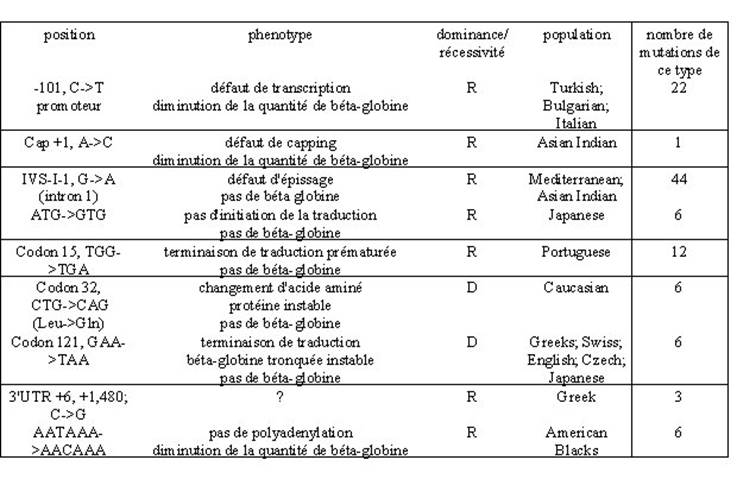 position phenotype dominance/ population nombre de
récessivité mutations de
ce type
-101, C->T défaut de transcription R Turkish; 22
promoteur diminution de la quantité de béta-globine Bulgarian;
Italian
Cap +1, A->C défaut de capping R Asian Indian 1
diminution de la quantité de béta-globine
IVS-I-1, G->A défaut d'épissage R Mediterranean; 44
(intron 1) pas de béta globine Asian Indian
ATG->GTG pas d'initiation de la traduction R Japanese 6
pas de béta-globine
Codon 15, TGG- terminaison de traduction prématurée R Portuguese 12
>TGA pas de béta-globine
Codon 32, changement d'acide aminé D Caucasian 6
CTG->CAG protéine instable
(Leu->Gln) pas de béta-globine
Codon 121, GAA- terminaison de traduction D Greeks; Swiss; 6
>TAA béta-globine tronquée instable English; Czech;
pas de béta-globine Japanese
3'UTR +6, +1,480; ? R Greek 3
C->G
AATAAA- pas de polyadenylation R American 6
>AACAAA diminution de la quantité de béta-globine Blacks